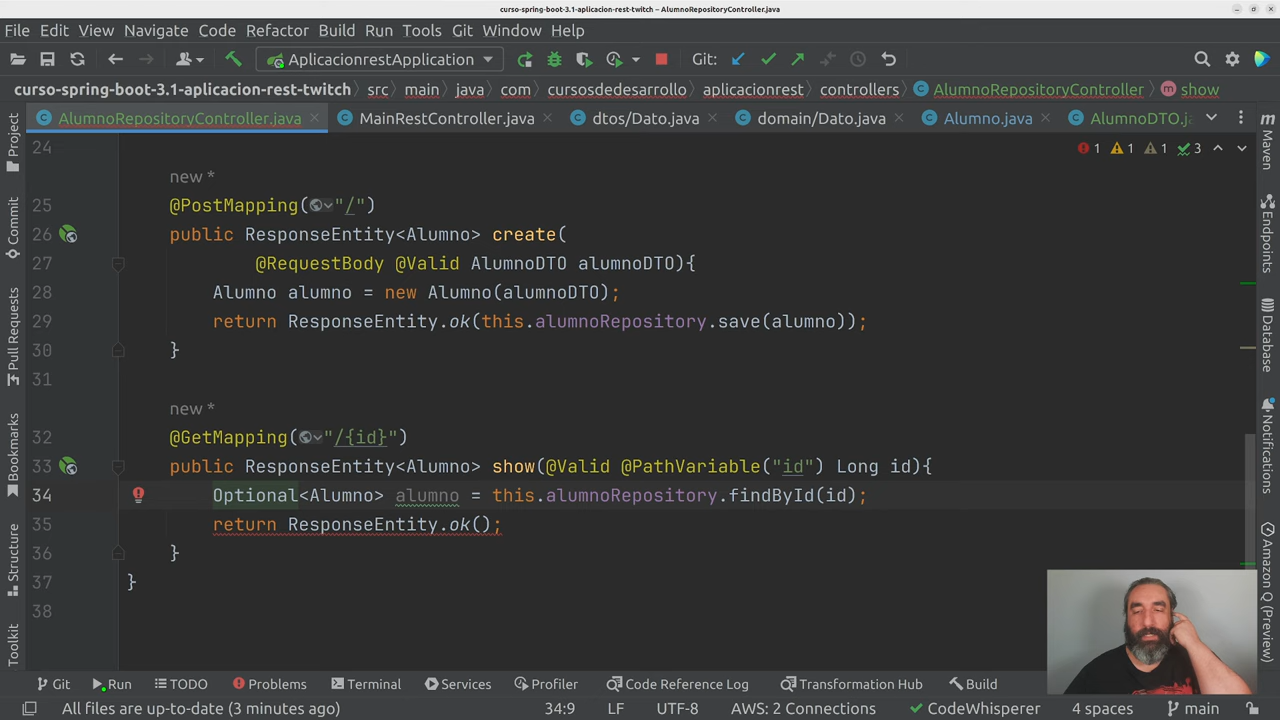 curso-spring-boot-3.1-aplicacion-rest-twitch – AlumnoRepositoryController.java
File Edit View Navigate Code Refactor Build Run Tools Git Window Help
AplicacionrestApplication Git:
curso-spring-boot-3.1-aplicacion-rest-twitch src main java com cursosdedesarrollo aplicacionrest controllers AlumnoRepositoryController show
AlumnoRepositoryController.java MainRestController.java dtos/Dato.java domain/Dato.java Alumno.java AlumnoDTO.j
24
1 1 1 3
new *
25 @PostMapping("/")
26 public ResponseEntity<Alumno> create(
27 @RequestBody @Valid AlumnoDTO alumnoDTO){
28 Alumno alumno = new Alumno(alumnoDTO);
29 return ResponseEntity.ok(this.alumnoRepository.save(alumno));
30 }
31
new *
32 @GetMapping("/{id}")
33 public ResponseEntity<Alumno> show(@Valid @PathVariable("id") Long id){
34 Optional<Alumno> alumno = this.alumnoRepository.findById(id);
35 return ResponseEntity.ok();
36 }
37 }
38
Project
Commit
Pull Requests
Bookmarks
Structure
Toolkit
Maven
Endpoints
Database
Notifications
Amazon Q (Preview)
Git Run TODO Problems Terminal Services Profiler Code Reference Log Transformation Hub Build
All files are up-to-date (3 minutes ago) 34:9 LF UTF-8 AWS: 2 Connections CodeWhisperer 4 spaces main